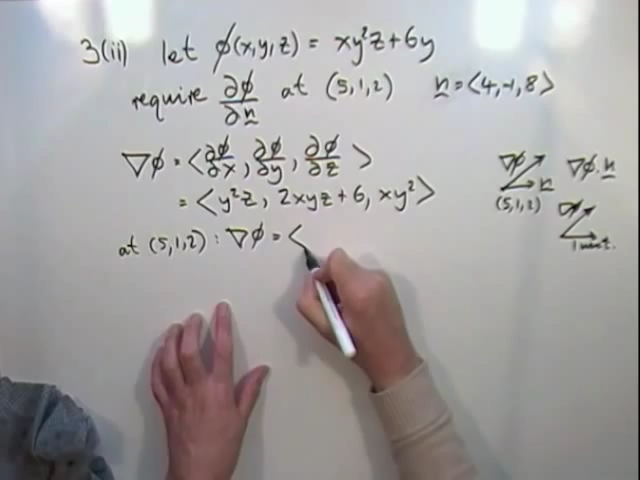 3(ii) let ϕ(x,y,z) = xy²z+6y
require ∂ϕ/∂n at (5,1,2) n=<4,-1,8>
∇ϕ = <∂ϕ/∂x, ∂ϕ/∂y, ∂ϕ/∂z>
= <y²z, 2xyz+6, xy²>
at (5,1,2) : ∇ϕ = <
∇ϕ n ∇ϕ.n
(5,1,2)
∇ϕ
1 unit.